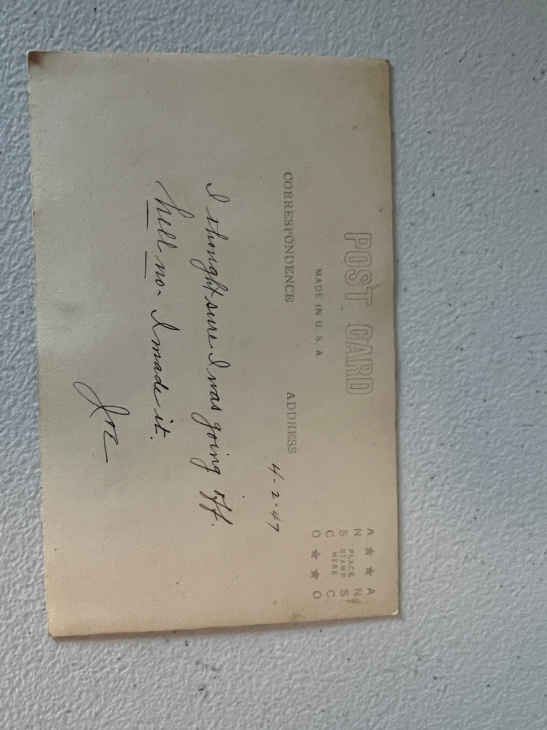 POST CARD
MADE IN U. S. A
CORRESPONDENCE ADDRESS
A ★ ★ A
N PLACE N
S STAMP S
C HERE C
O ★ ★ O
4-2-47
I thought sure I was going off.
hell no. I made it.
Joe